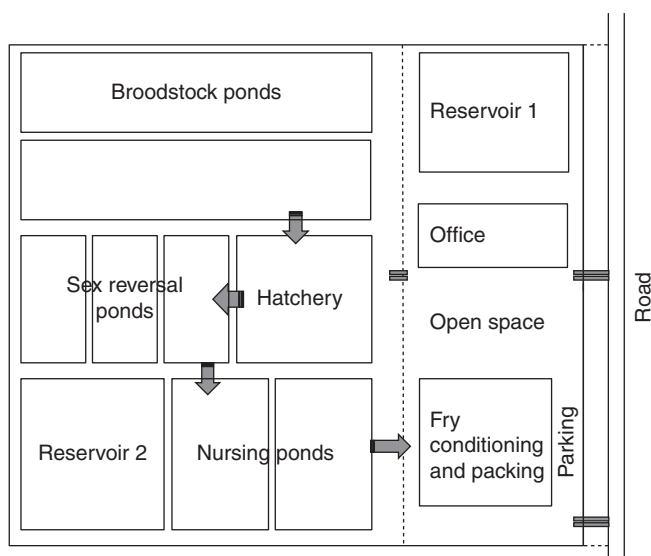 Broodstock ponds
Reservoir 1
Office
Sex reversal
ponds
Hatchery
Open space
Road
Reservoir 2
Nursing ponds
Fry
conditioning
and packing
Parking